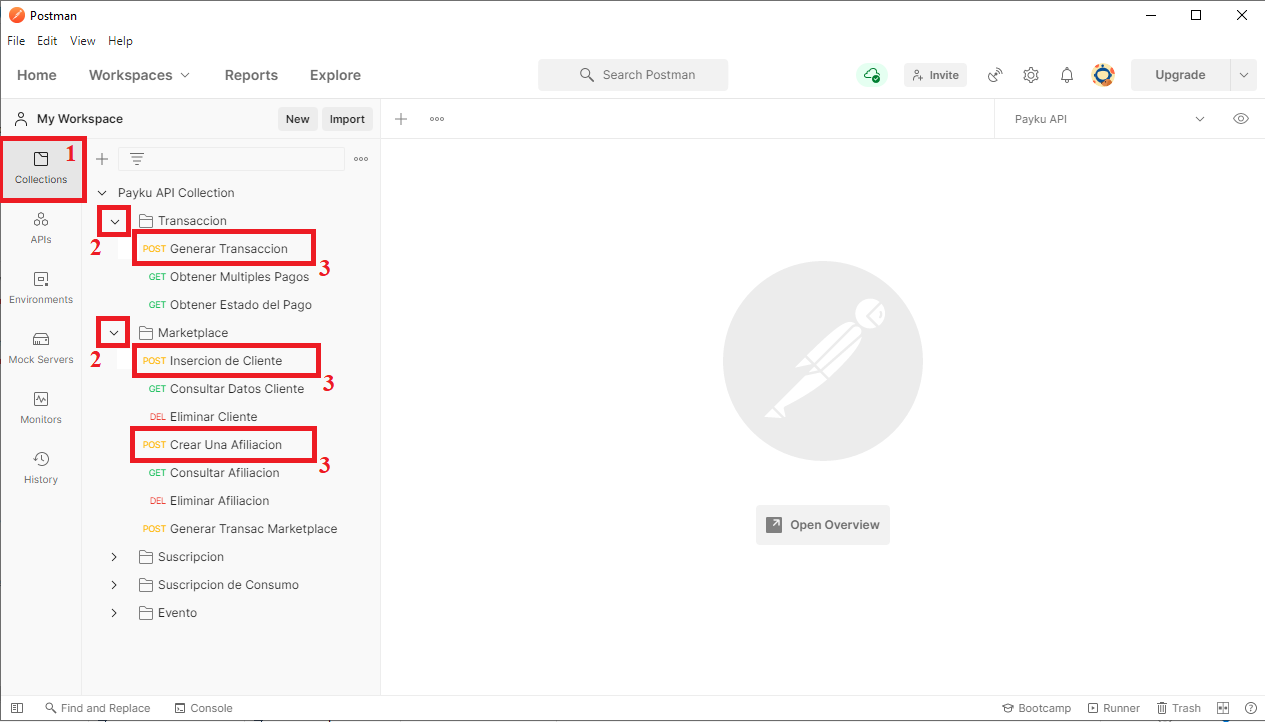 Postman
File Edit View Help
Home Workspaces Reports Explore Search Postman Invite Upgrade
My Workspace New Import Payku API
1
Collections
Payku API Collection
Transaccion
2 POST Generar Transaccion
3
GET Obtener Multiples Pagos
APIs
GET Obtener Estado del Pago
Environments
Marketplace
2 POST Insercion de Cliente
3
Mock Servers
GET Consultar Datos Cliente
DEL Eliminar Cliente
Monitors
POST Crear Una Afiliacion
3
GET Consultar Afiliacion
History
DEL Eliminar Afiliacion
POST Generar Transac Marketplace
Open Overview
Suscripcion
Suscripcion de Consumo
Evento
Find and Replace Console Bootcamp Runner Trash